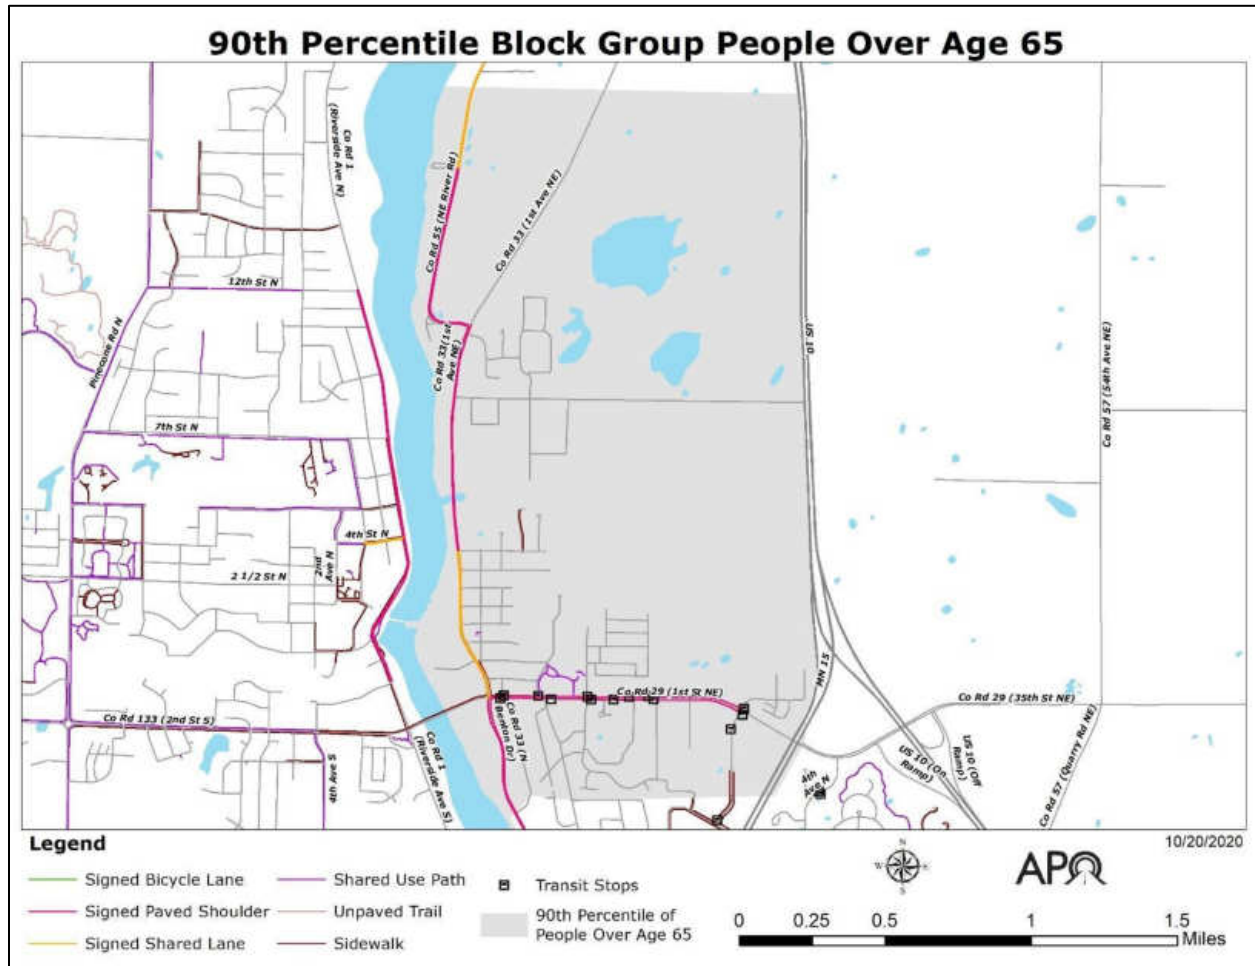 90th Percentile Block Group People Over Age 65
Co Rd 1
(Riverside Ave N)
Co Rd 55 (NE River Rd)
Co Rd 33 (1st Ave NE)
12th St N
Pinecone Rd N
Co Rd 33(1st
Ave NE)
US 10
Co Rd 57 (54th Ave NE)
7th St N
4th St N
2nd
Ave N
2 1/2 St N
MN 15
Co Rd 29 (1st St NE)
Co Rd 29 (35th St NE)
Co Rd 133 (2nd St S)
Co Rd 33 (N
Benton Dr)
Co Rd 1
(Riverside Ave S)
4th Ave S
4th
Ave N
US 10 (On
Ramp)
US 10 (Off
Ramp)
Co Rd 57 (Quarry Rd NE)
Legend
Signed Bicycle Lane
Signed Paved Shoulder
Signed Shared Lane
Shared Use Path
Unpaved Trail
Sidewalk
Transit Stops
90th Percentile of
People Over Age 65
N
W E
S
APO
10/20/2020
0 0.25 0.5 1 1.5
Miles